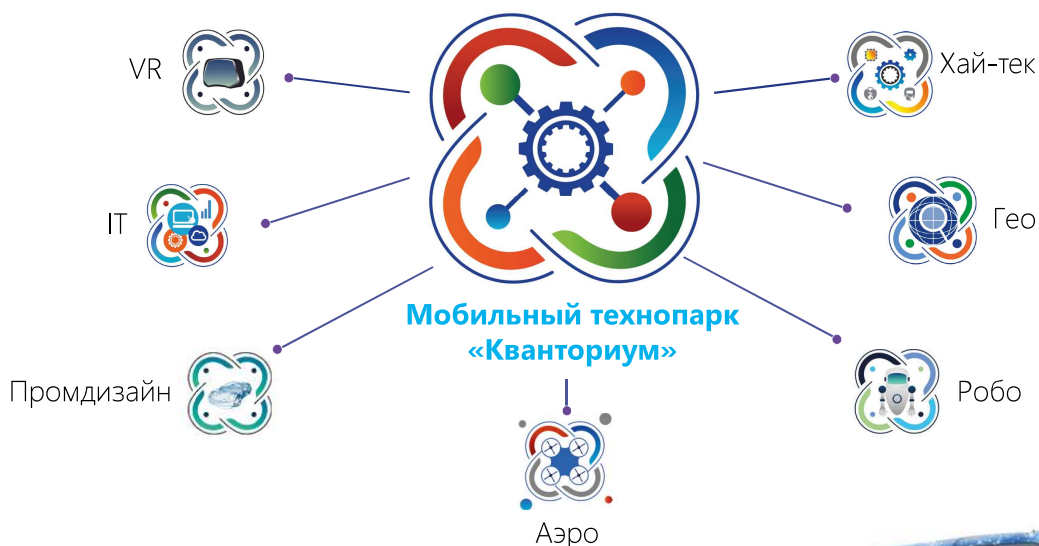 VR
Хай-тек
IT
Гео
Мобильный технопарк
«Кванториум»
Промдизайн
Робо
Аэро